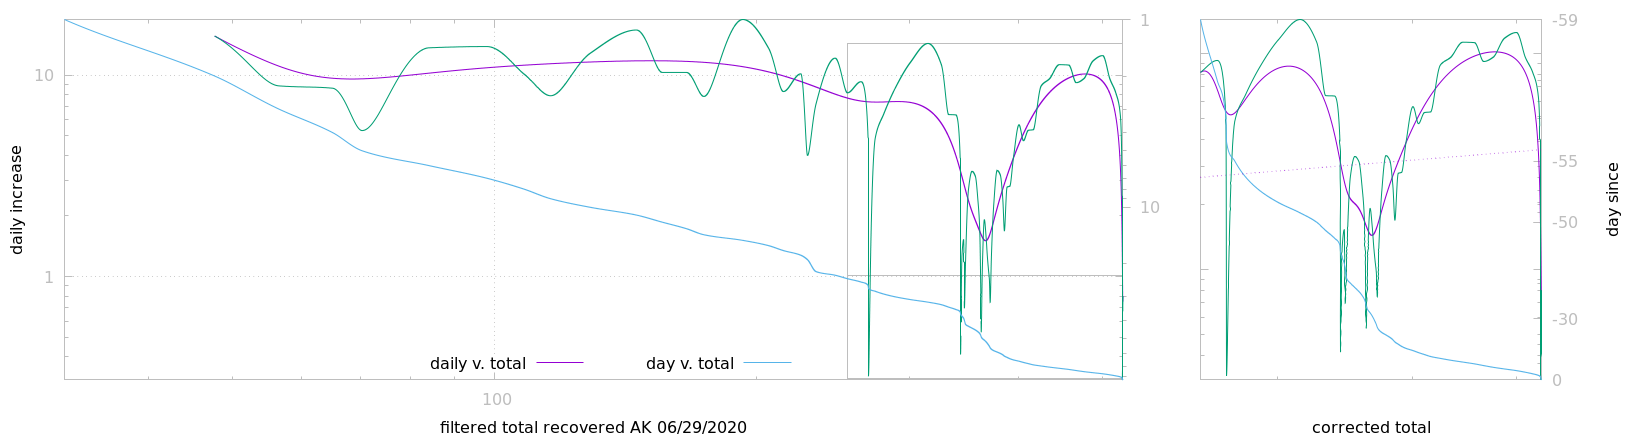 daily increase
10
1
daily v. total
day v. total
100
filtered total recovered AK 06/29/2020
1
10
-59
-55
-50
-30
0
day since
corrected total